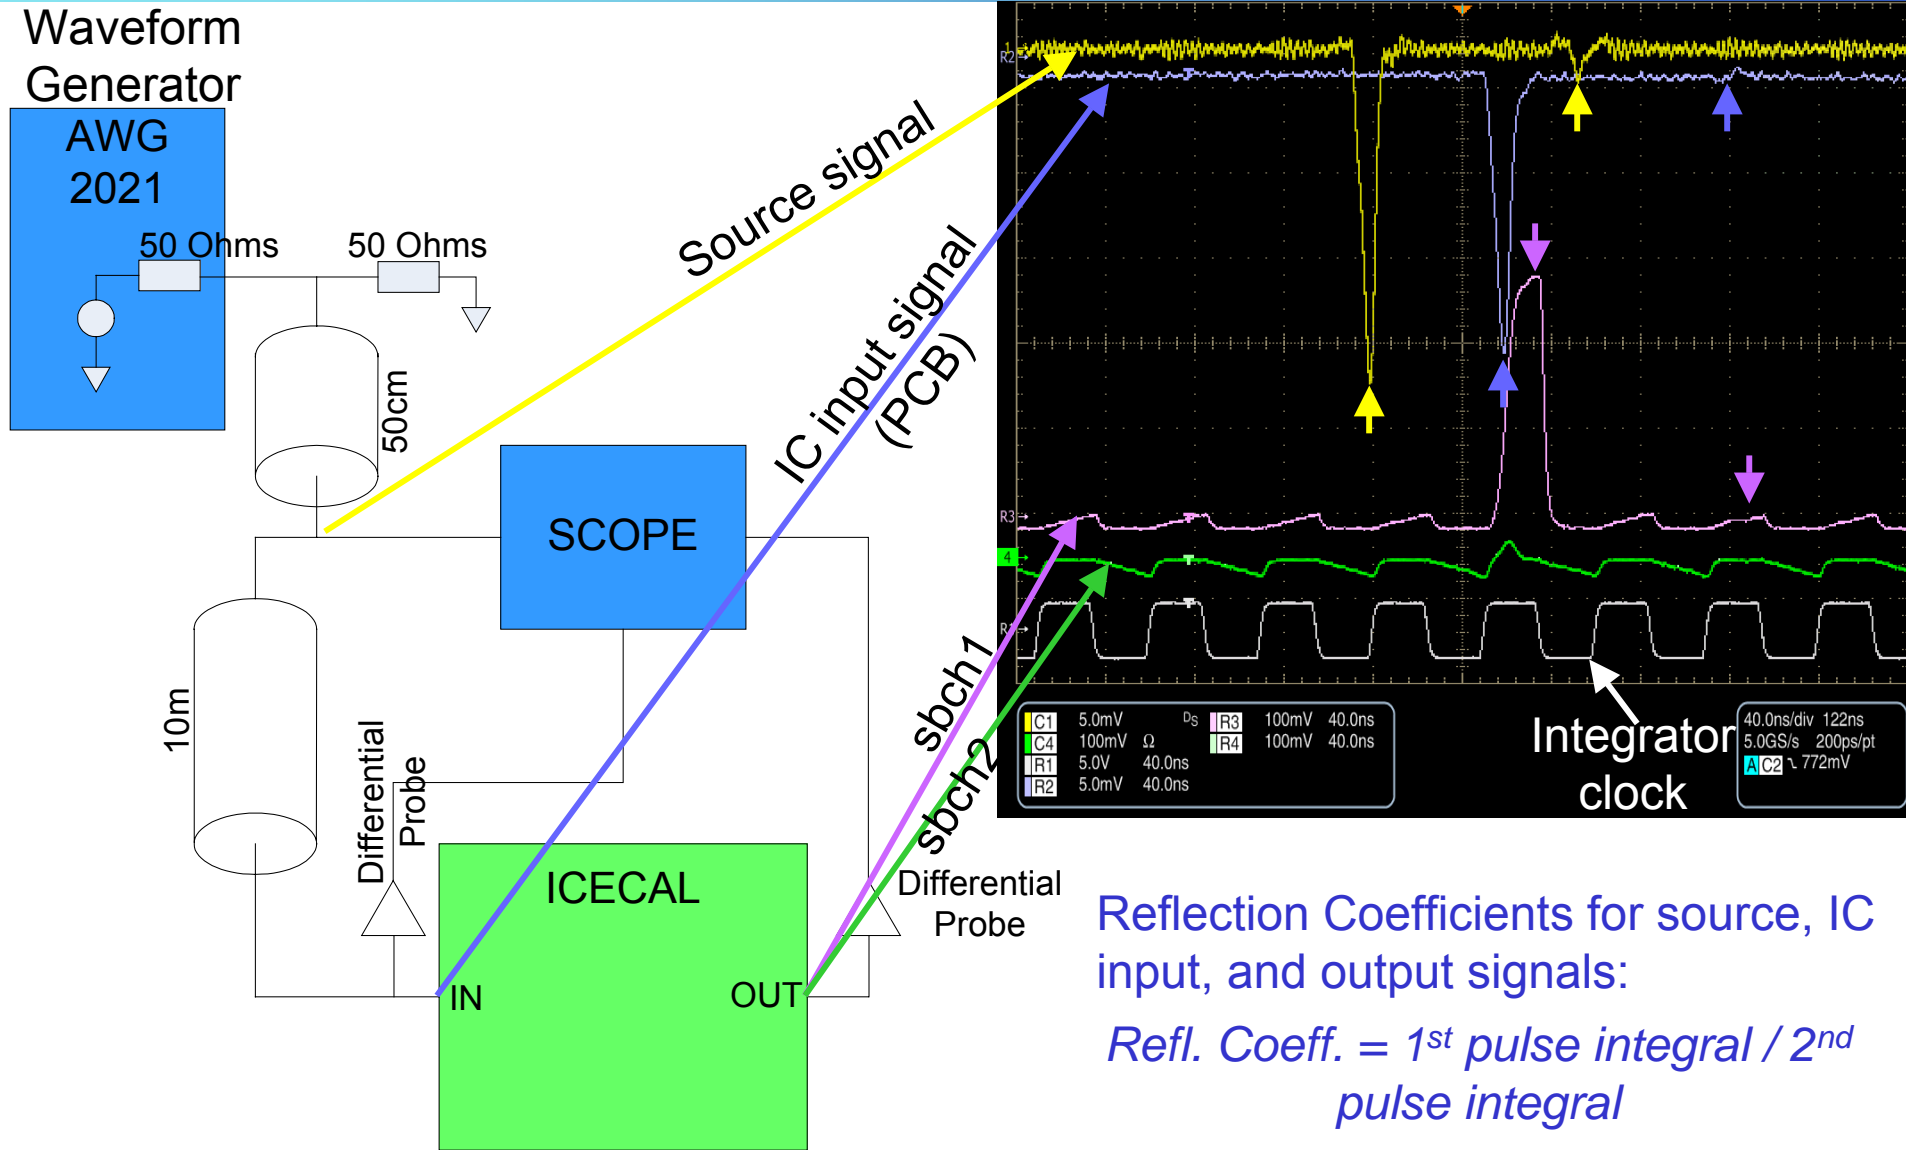 Waveform
Generator
AWG
2021
50 Ohms
50 Ohms
50cm
10m
SCOPE
Differential
Probe
ICECAL
IN
OUT
Differential
Probe
Source signal
IC input signal
(PCB)
sbch1
sbch2
R2
R3
4
C1 5.0mV
C4 100mV Ω
R1 5.0V 40.0ns
R2 5.0mV 40.0ns
R3 100mV 40.0ns
R4 100mV 40.0ns
Integrator
clock
40.0ns/div 122ns
5.0GS/s 200ps/pt
A C2 772mV
Reflection Coefficients for source, IC
input, and output signals:
Refl. Coeff. = 1st pulse integral / 2nd
pulse integral